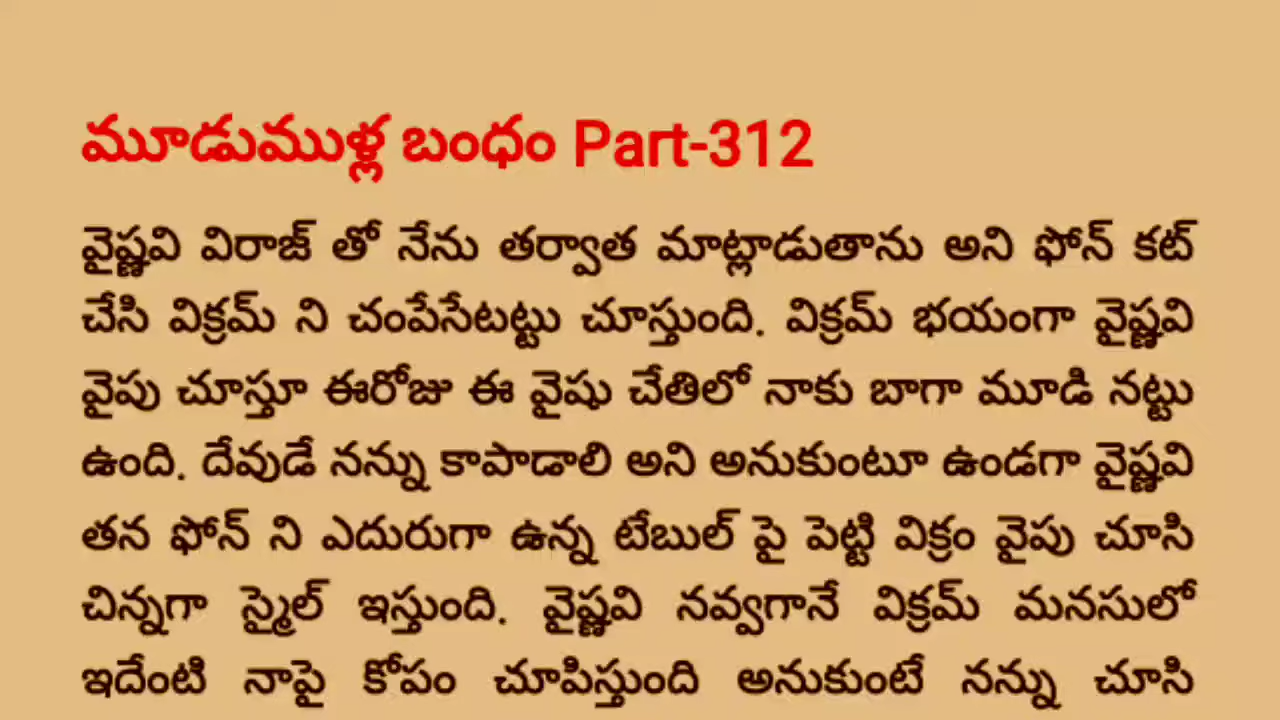 మూడుముళ్ల బంధం Part-312
వైష్ణవి విరాజ్ తో నేను తర్వాత మాట్లాడుతాను అని ఫోన్ కట్
చేసి విక్రమ్ ని చంపేసేటట్టు చూస్తుంది. విక్రమ్ భయంగా వైష్ణవి
వైపు చూస్తూ ఈరోజు ఈ వైషు చేతిలో నాకు బాగా మూడి నట్టు
ఉంది. దేవుడే నన్ను కాపాడాలి అని అనుకుంటూ ఉండగా వైష్ణవి
తన ఫోన్ ని ఎదురుగా ఉన్న టేబుల్ పై పెట్టి విక్రం వైపు చూసి
చిన్నగా స్మైల్ ఇస్తుంది. వైష్ణవి నవ్వగానే విక్రమ్ మనసులో
ఇదేంటి నాపై కోపం చూపిస్తుంది అనుకుంటే నన్ను చూసి